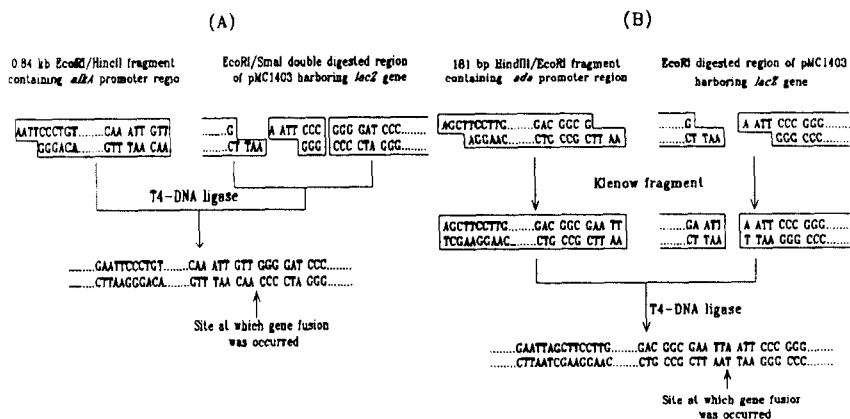 (A)
0.84 kb EcoRI/HincII fragment
containing alkA promoter regio
EcoRI/SmaI double digested region
of pMC1403 harboring lacZ gene
AATTCCCTGT......GAA ATT GTT
GGGACA......GTT TAA CAA
......G
......CT TAA
A ATT CCC
GGG
GGG GAT CCC......
CCC CTA GGG......
T4-DNA ligase
......GAATTCCCTGT......CAA ATT GTT GGG GAT CCC........
......CTTAAGGGACA......GTT TAA CAA CCC CTA GGG........
Site at which gene fusion
was occurred
(B)
181 bp HindIII/EcoRI fragment
containing ada promoter region
EcoRI digested region of pMC1403
harboring lacZ gene
AGCTTCCTTG......GAC GGC G
AGGAAC......CTG CCG CTT AA
......G
......CT TAA
A ATT CCC GGG......
GGG CCC......
Klenow fragment
AGCTTCCTTG......GAC GGC GAA TT
TCGAAGGAAC......CTG CCG CTT AA
......GA ATT
......CT TAA
A ATT CCC GGG......
T TAA GGG CCC......
T4-DNA ligase
......GAATTAGCTTCCTTG......GAC GGC GAA TTA ATT CCC GGG........
......CTTAATCGAAGGAAC......CTG CCG CTT AAT TAA GGG CCC........
Site at which gene fusior
was occurred